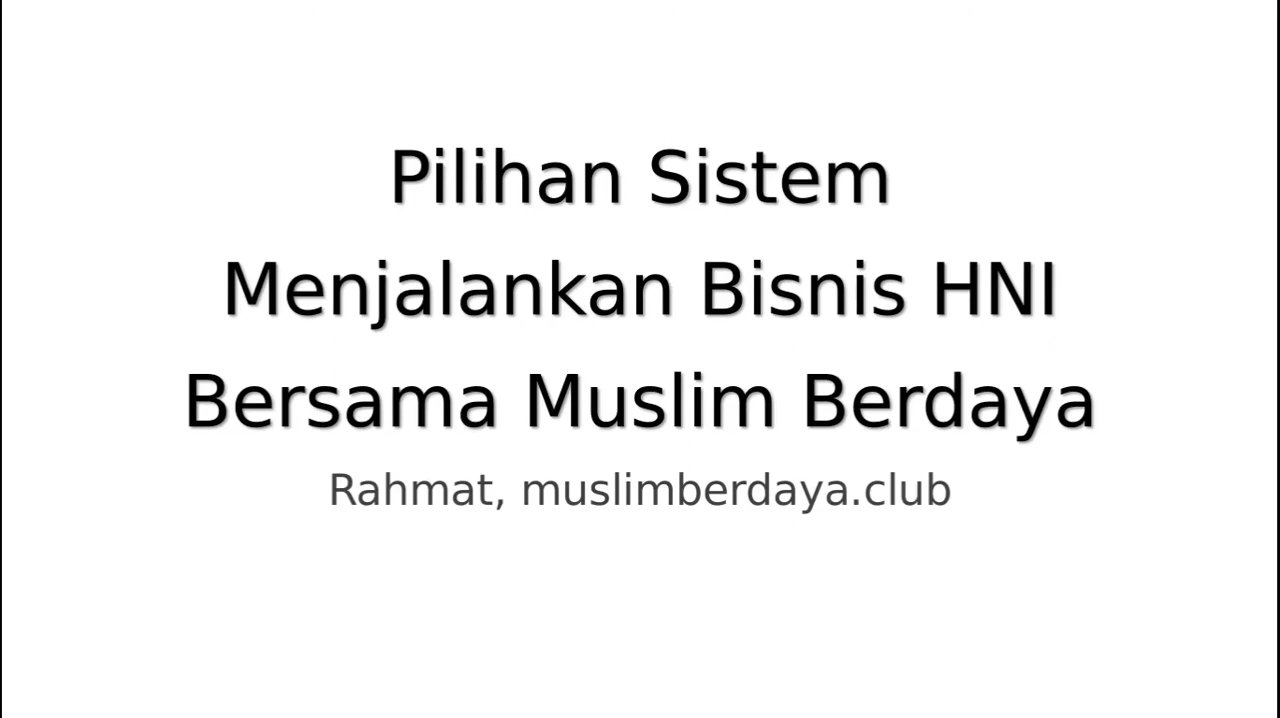 Pilihan Sistem
Menjalankan Bisnis HNI
Bersama Muslim Berdaya
Rahmat, muslimberdaya.club